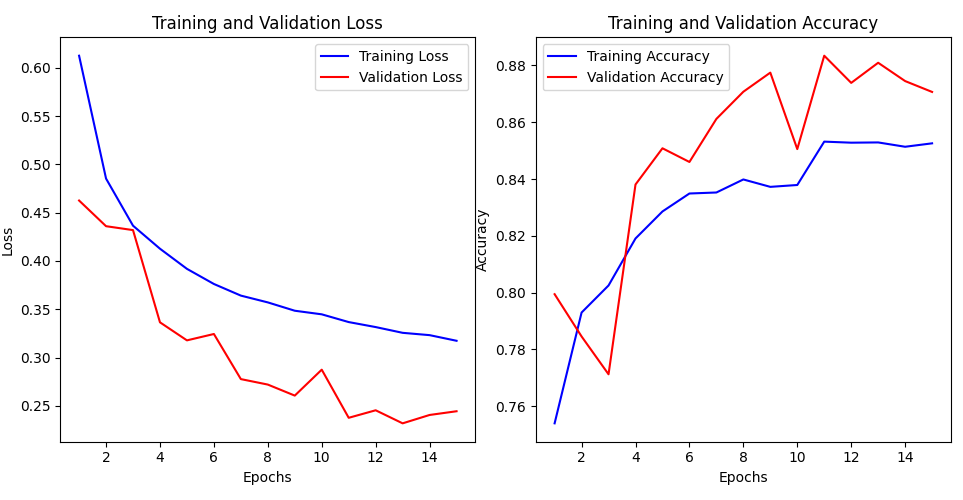 Training and Validation Loss
Training Loss
Validation Loss
0.60
0.55
0.50
0.45
0.40
0.35
0.30
0.25
Loss
2 4 6 8 10 12 14
Epochs
Training and Validation Accuracy
Training Accuracy
Validation Accuracy
0.88
0.86
0.84
0.82
0.80
0.78
0.76
Accuracy
2 4 6 8 10 12 14
Epochs